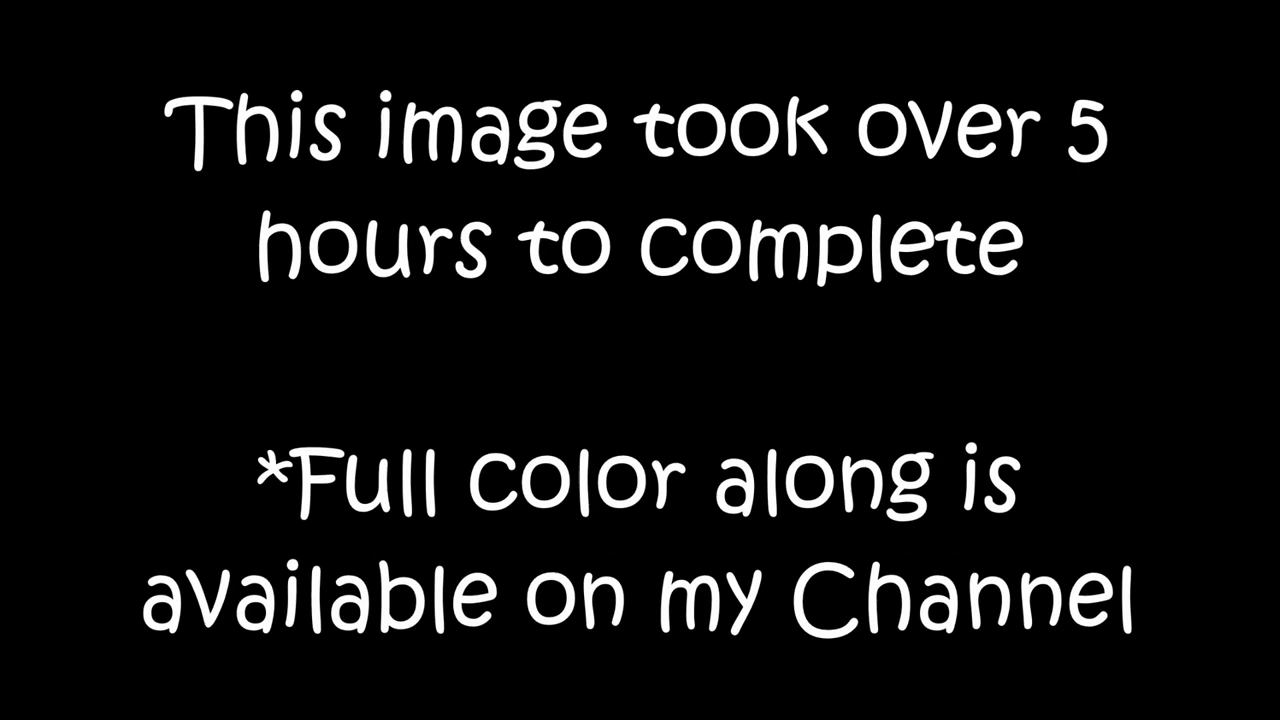 This image took over 5
hours to complete
*Full color along is
available on my Channel